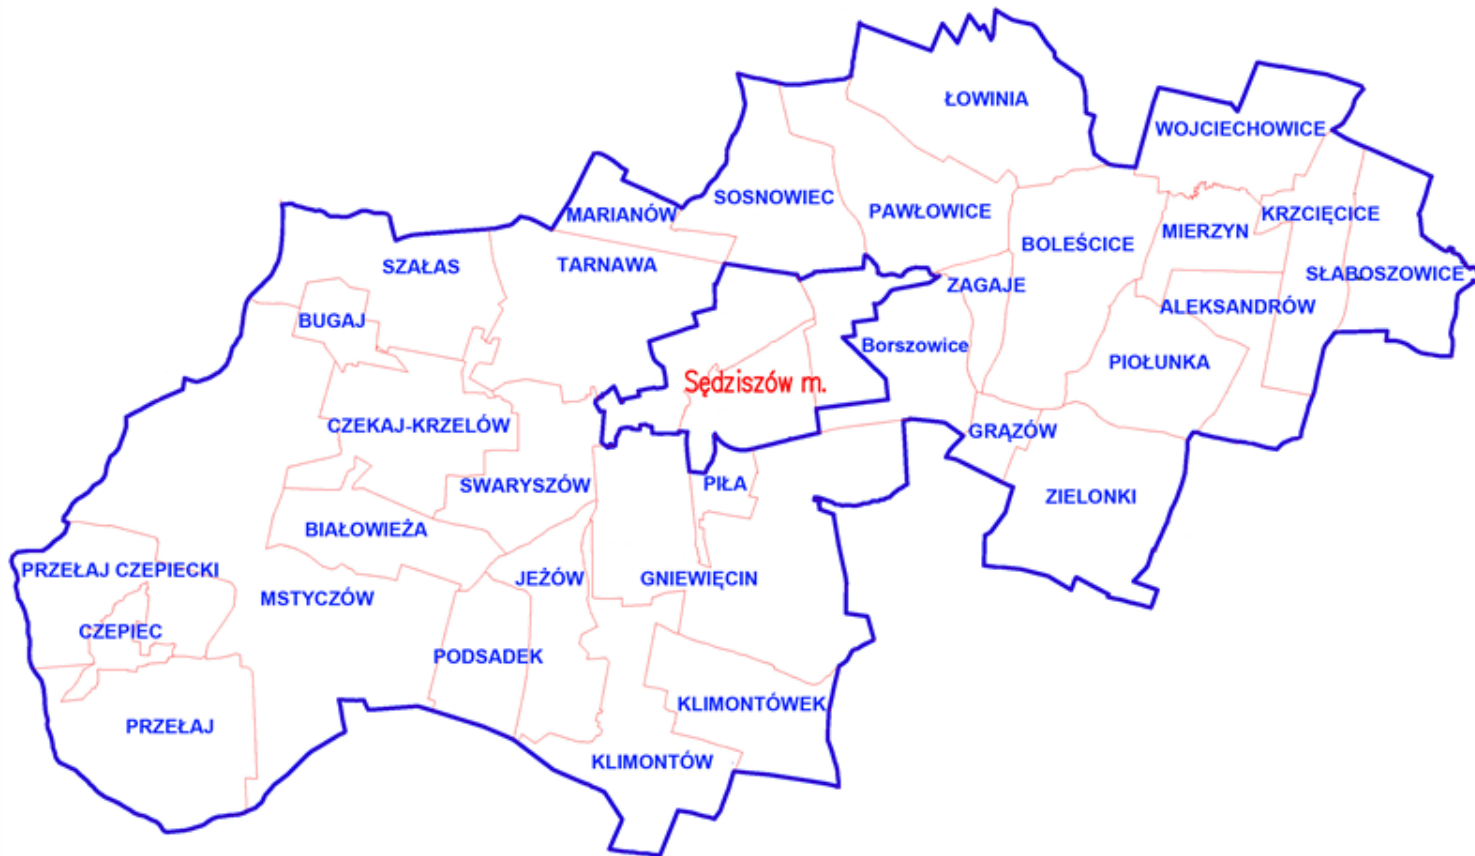 ŁOWINIA
WOJCIECHOWICE
MARIANÓW
SOSNOWIEC
PAWŁOWICE
KRZCIĘCICE
MIERZYN
BOLEŚCICE
SZAŁAS
TARNAWA
ZAGAJE
SŁABOSZOWICE
ALEKSANDRÓW
BUGAJ
Borszowice
PIOŁUNKA
Sędziszów m.
CZEKAJ-KRZELÓW
GRĄZÓW
SWARYSZÓW
PIŁA
ZIELONKI
BIAŁOWIEŻA
PRZEŁAJ CZEPIECKI
JEŻÓW
GNIEWIĘCIN
MSTYCZÓW
CZEPIEC
PODSADEK
KLIMONTÓWEK
PRZEŁAJ
KLIMONTÓW